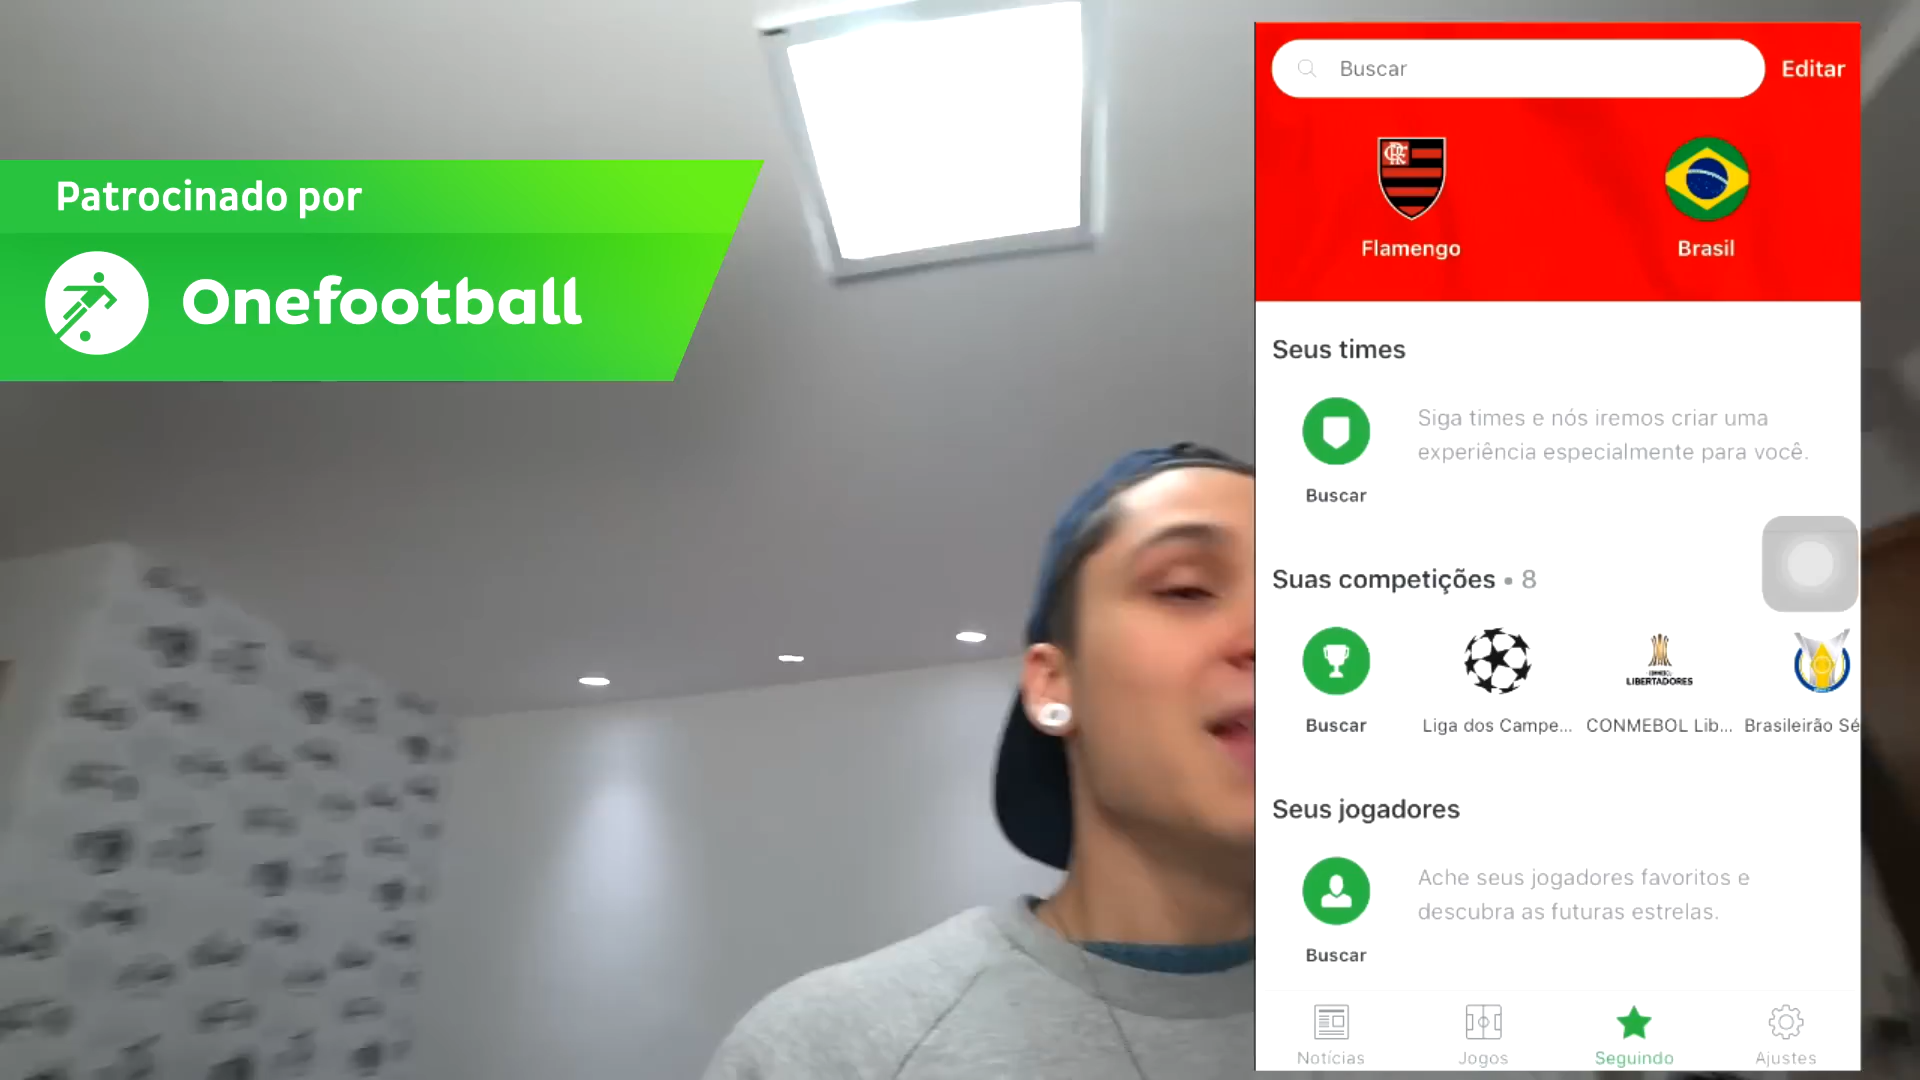 Patrocinado por
Onefootball
Buscar
Editar
CRF
Flamengo
Brasil
Seus times
Siga times e nós iremos criar uma
experiência especialmente para você.
Buscar
Suas competições • 8
CONMEBOL
LIBERTADORES
Buscar
Liga dos Campe...
CONMEBOL Lib...
Brasileirão Sé
Seus jogadores
Ache seus jogadores favoritos e
descubra as futuras estrelas.
Buscar
Notícias
Jogos
Seguindo
Ajustes